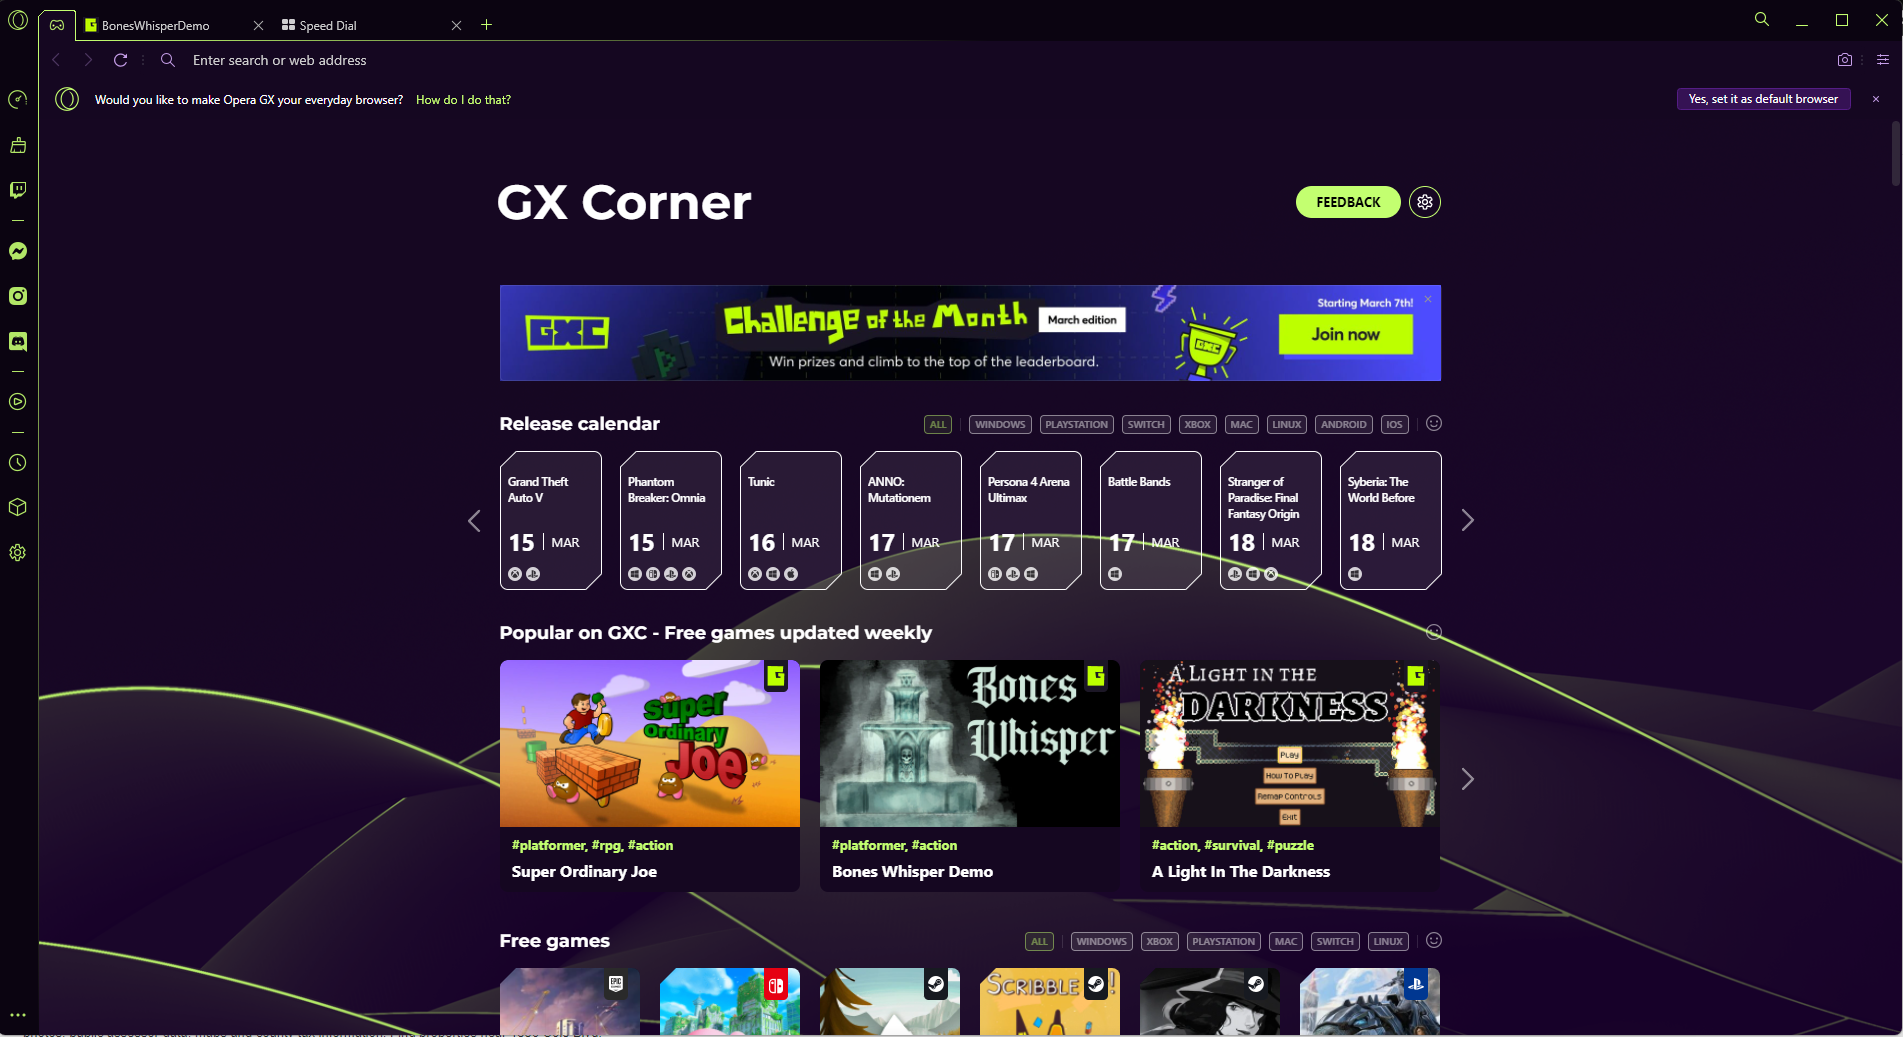 BonesWhisperDemo
Speed Dial
Enter search or web address
Would you like to make Opera GX your everyday browser? How do I do that?
Yes, set it as default browser
GX Corner
FEEDBACK
GXC
Challenge of the Month
March edition
Win prizes and climb to the top of the leaderboard.
GXC
Starting March 7th!
Join now
Release calendar
ALL
WINDOWS
PLAYSTATION
SWITCH
XBOX
MAC
LINUX
ANDROID
IOS
Grand Theft
Auto V
15 | MAR
Phantom
Breaker: Omnia
15 | MAR
Tunic
16 | MAR
ANNO:
Mutationem
17 | MAR
Persona 4 Arena
Ultimax
17 | MAR
Battle Bands
17 | MAR
Stranger of
Paradise: Final
Fantasy Origin
18 | MAR
Syberia: The
World Before
18 | MAR
Popular on GXC - Free games updated weekly
Super
Ordinary
Joe
#platformer, #rpg, #action
Super Ordinary Joe
Bones
Whisper
#platformer, #action
Bones Whisper Demo
A Light in the
Darkness
Play
How To Play
Remap Controls
Exit
#action, #survival, #puzzle
A Light In The Darkness
Free games
ALL
WINDOWS
XBOX
PLAYSTATION
MAC
SWITCH
LINUX
EPIC
SCRIBBLE !